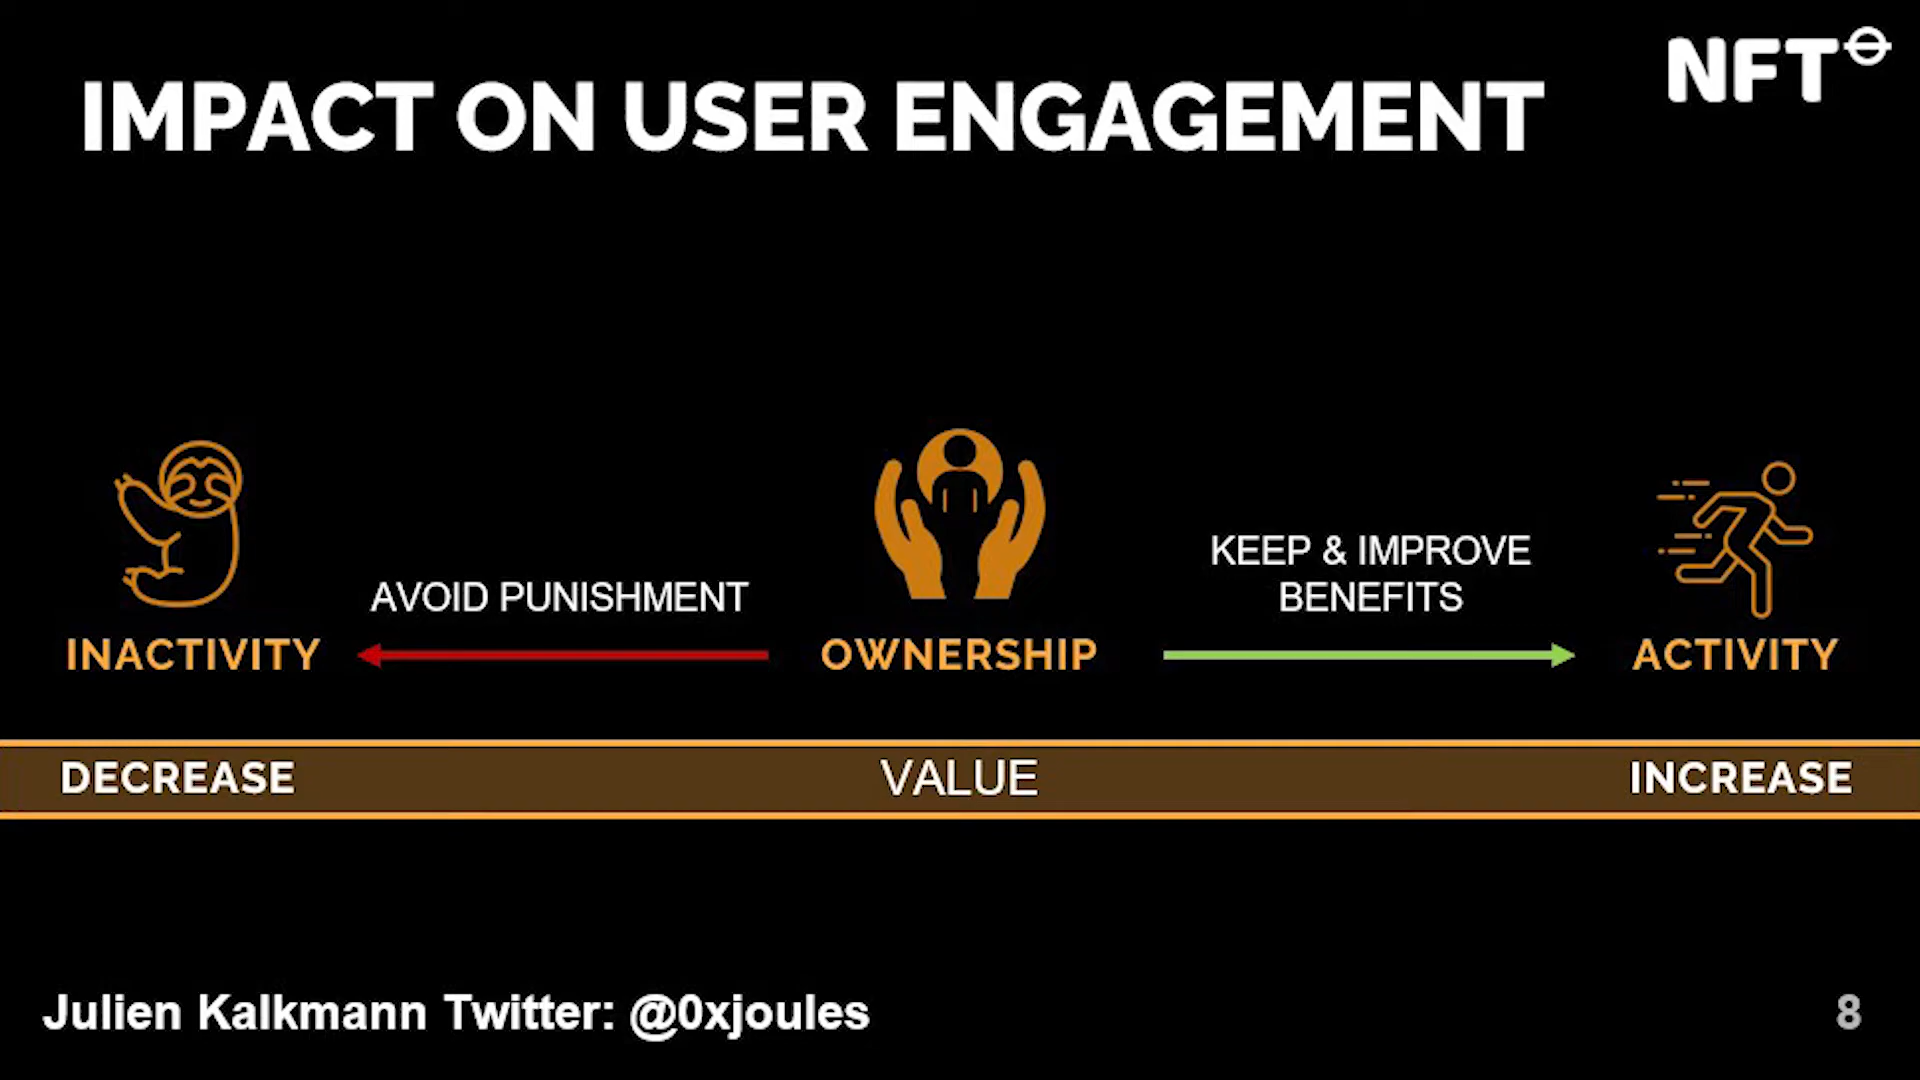 NFT
IMPACT ON USER ENGAGEMENT
KEEP & IMPROVE
BENEFITS
AVOID PUNISHMENT
INACTIVITY
OWNERSHIP
ACTIVITY
DECREASE
VALUE
INCREASE
Julien Kalkmann Twitter: @0xjoules
8